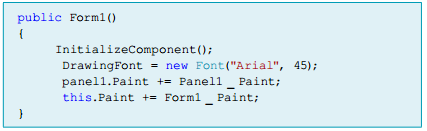 public Form1()
{
InitializeComponent();
DrawingFont = new Font("Arial", 45);
panel1.Paint += Panel1 _ Paint;
this.Paint += Form1 _ Paint;
}